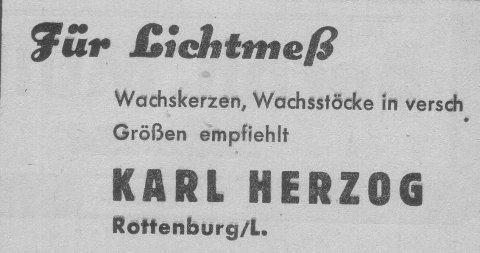 Für Lichtmeß
Wachskerzen, Wachsstöcke in versch.
Größen empfiehlt
KARL HERZOG
Rottenburg/L.